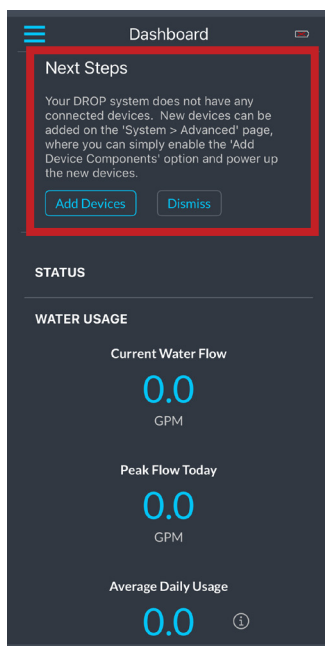 Dashboard
Next Steps
Your DROP system does not have any
connected devices.  New devices can be
added on the 'System > Advanced' page,
where you can simply enable the 'Add
Device Components' option and power up
the new devices.
Add Devices
Dismiss
STATUS
WATER USAGE
Current Water Flow
0.0
GPM
Peak Flow Today
0.0
GPM
Average Daily Usage
0.0